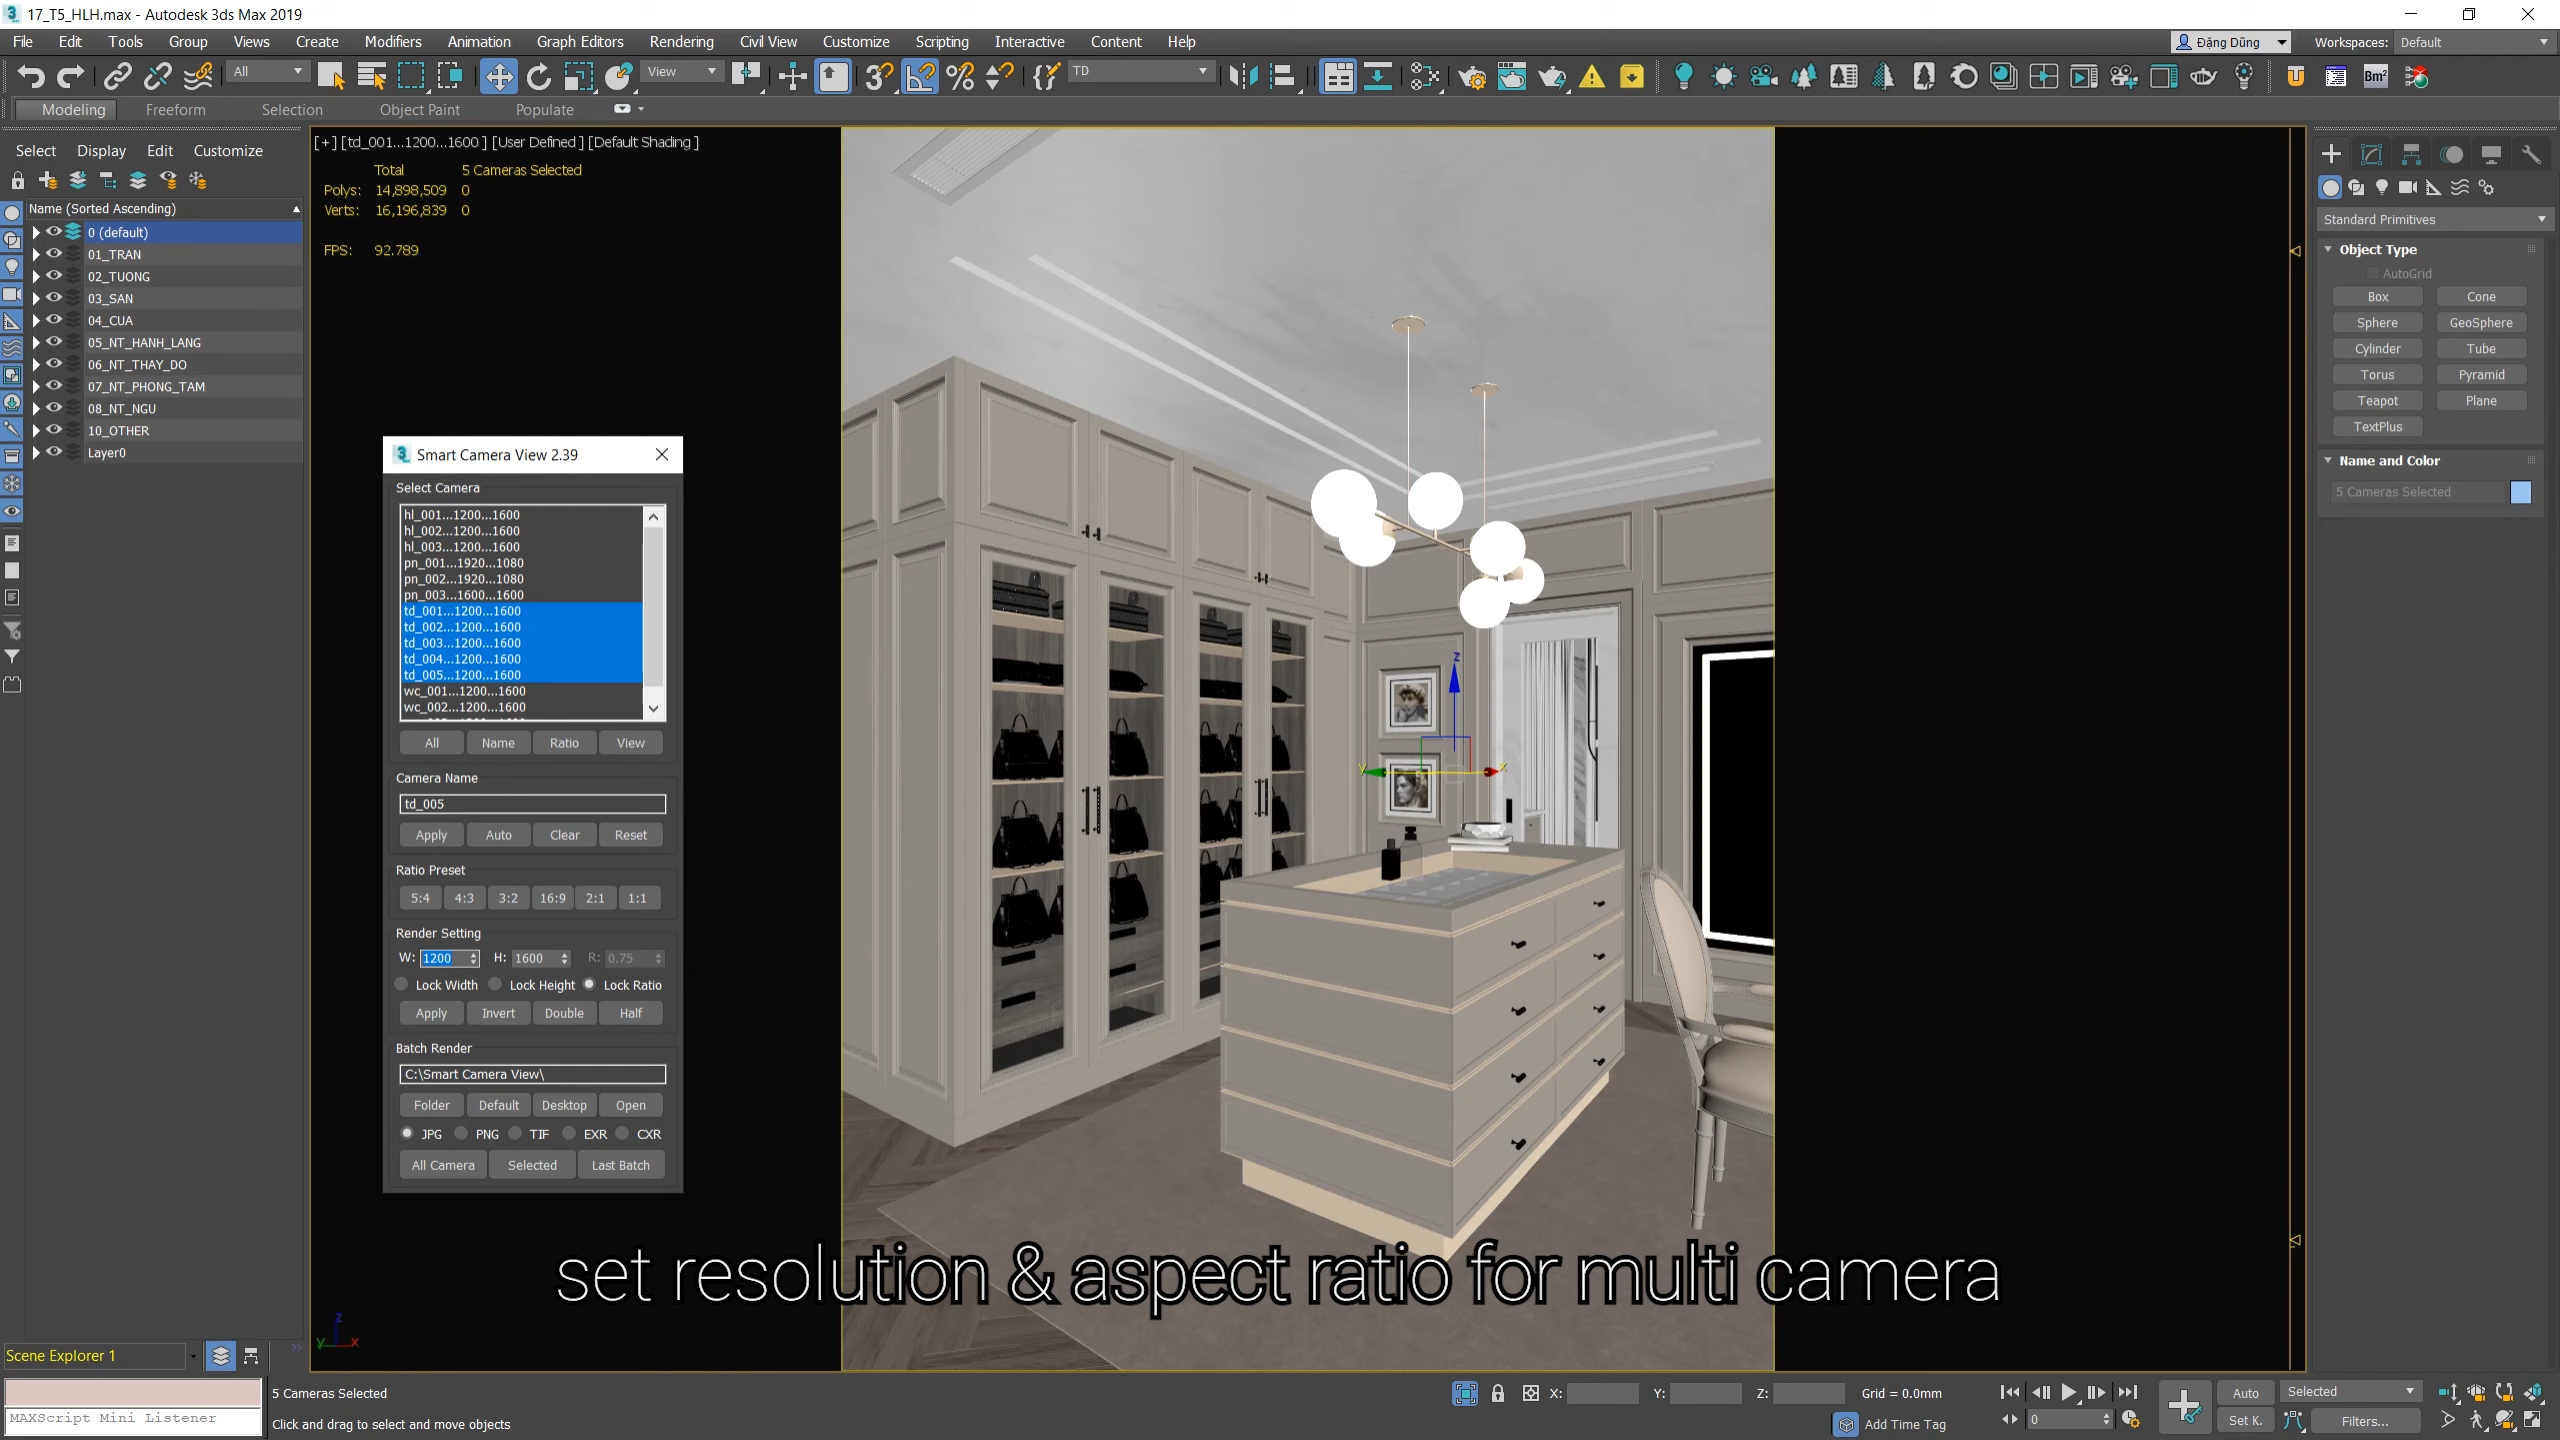 17_T5_HLH.max - Autodesk 3ds Max 2019
File Edit Tools Group Views Create Modifiers Animation Graph Editors Rendering Civil View Customize Scripting Interactive Content Help
Đặng Dũng Workspaces: Default
All View TD Bm²
Modeling Freeform Selection Object Paint Populate
Select Display Edit Customize
Name (Sorted Ascending)
0 (default)
01_TRAN
02_TUONG
03_SAN
04_CUA
05_NT_HANH_LANG
06_NT_THAY_DO
07_NT_PHONG_TAM
08_NT_NGU
10_OTHER
Layer0
[+] [td_001...1200...1600 ] [User Defined ] [Default Shading ]
Total 5 Cameras Selected
Polys: 14,898,509 0
Verts: 16,196,839 0
FPS: 92.789
Smart Camera View 2.39
Select Camera
hl_001...1200...1600
hl_002...1200...1600
hl_003...1200...1600
pn_001...1920...1080
pn_002...1920...1080
pn_003...1600...1600
td_001...1200...1600
td_002...1200...1600
td_003...1200...1600
td_004...1200...1600
td_005...1200...1600
wc_001...1200...1600
wc_002...1200...1600
All Name Ratio View
Camera Name
td_005
Apply Auto Clear Reset
Ratio Preset
5:4 4:3 3:2 16:9 2:1 1:1
Render Setting
W: 1200 H: 1600 R: 0.75
Lock Width Lock Height Lock Ratio
Apply Invert Double Half
Batch Render
C:\Smart Camera View\
Folder Default Desktop Open
JPG PNG TIF EXR CXR
All Camera Selected Last Batch
z
y x
set resolution & aspect ratio for multi camera
z
y x
Standard Primitives
Object Type
AutoGrid
Box Cone
Sphere GeoSphere
Cylinder Tube
Torus Pyramid
Teapot Plane
TextPlus
Name and Color
5 Cameras Selected
Scene Explorer 1
5 Cameras Selected
MAXScript Mini Listener
Click and drag to select and move objects
X: Y: Z: Grid = 0.0mm
Add Time Tag
0
Auto Selected
Set K. Filters...